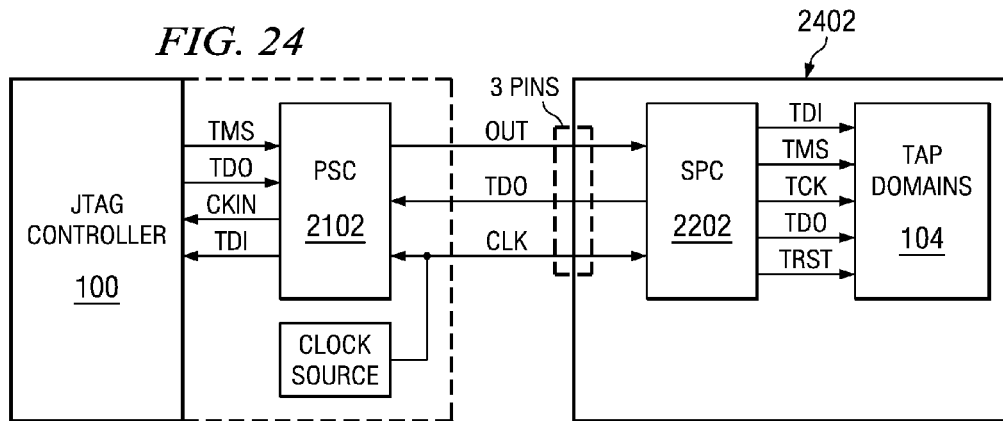 FIG. 24
2402
3 PINS
JTAG
CONTROLLER
100
TMS
TDO
CKIN
TDI
PSC
2102
CLOCK
SOURCE
OUT
TDO
CLK
SPC
2202
TDI
TMS
TCK
TDO
TRST
TAP
DOMAINS
104